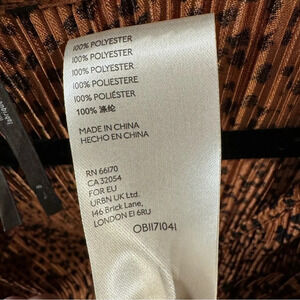 100% POLYESTER
100% POLYESTER
100% POLYESTER
100% POLIESTERE
100% POLIÉSTER
100% 涤纶
MADE IN CHINA
HECHO EN CHINA
RN 66170
CA 32054
FOR EU
URBN UK Ltd.
146 Brick Lane,
LONDON E1 6RU
OB1171041